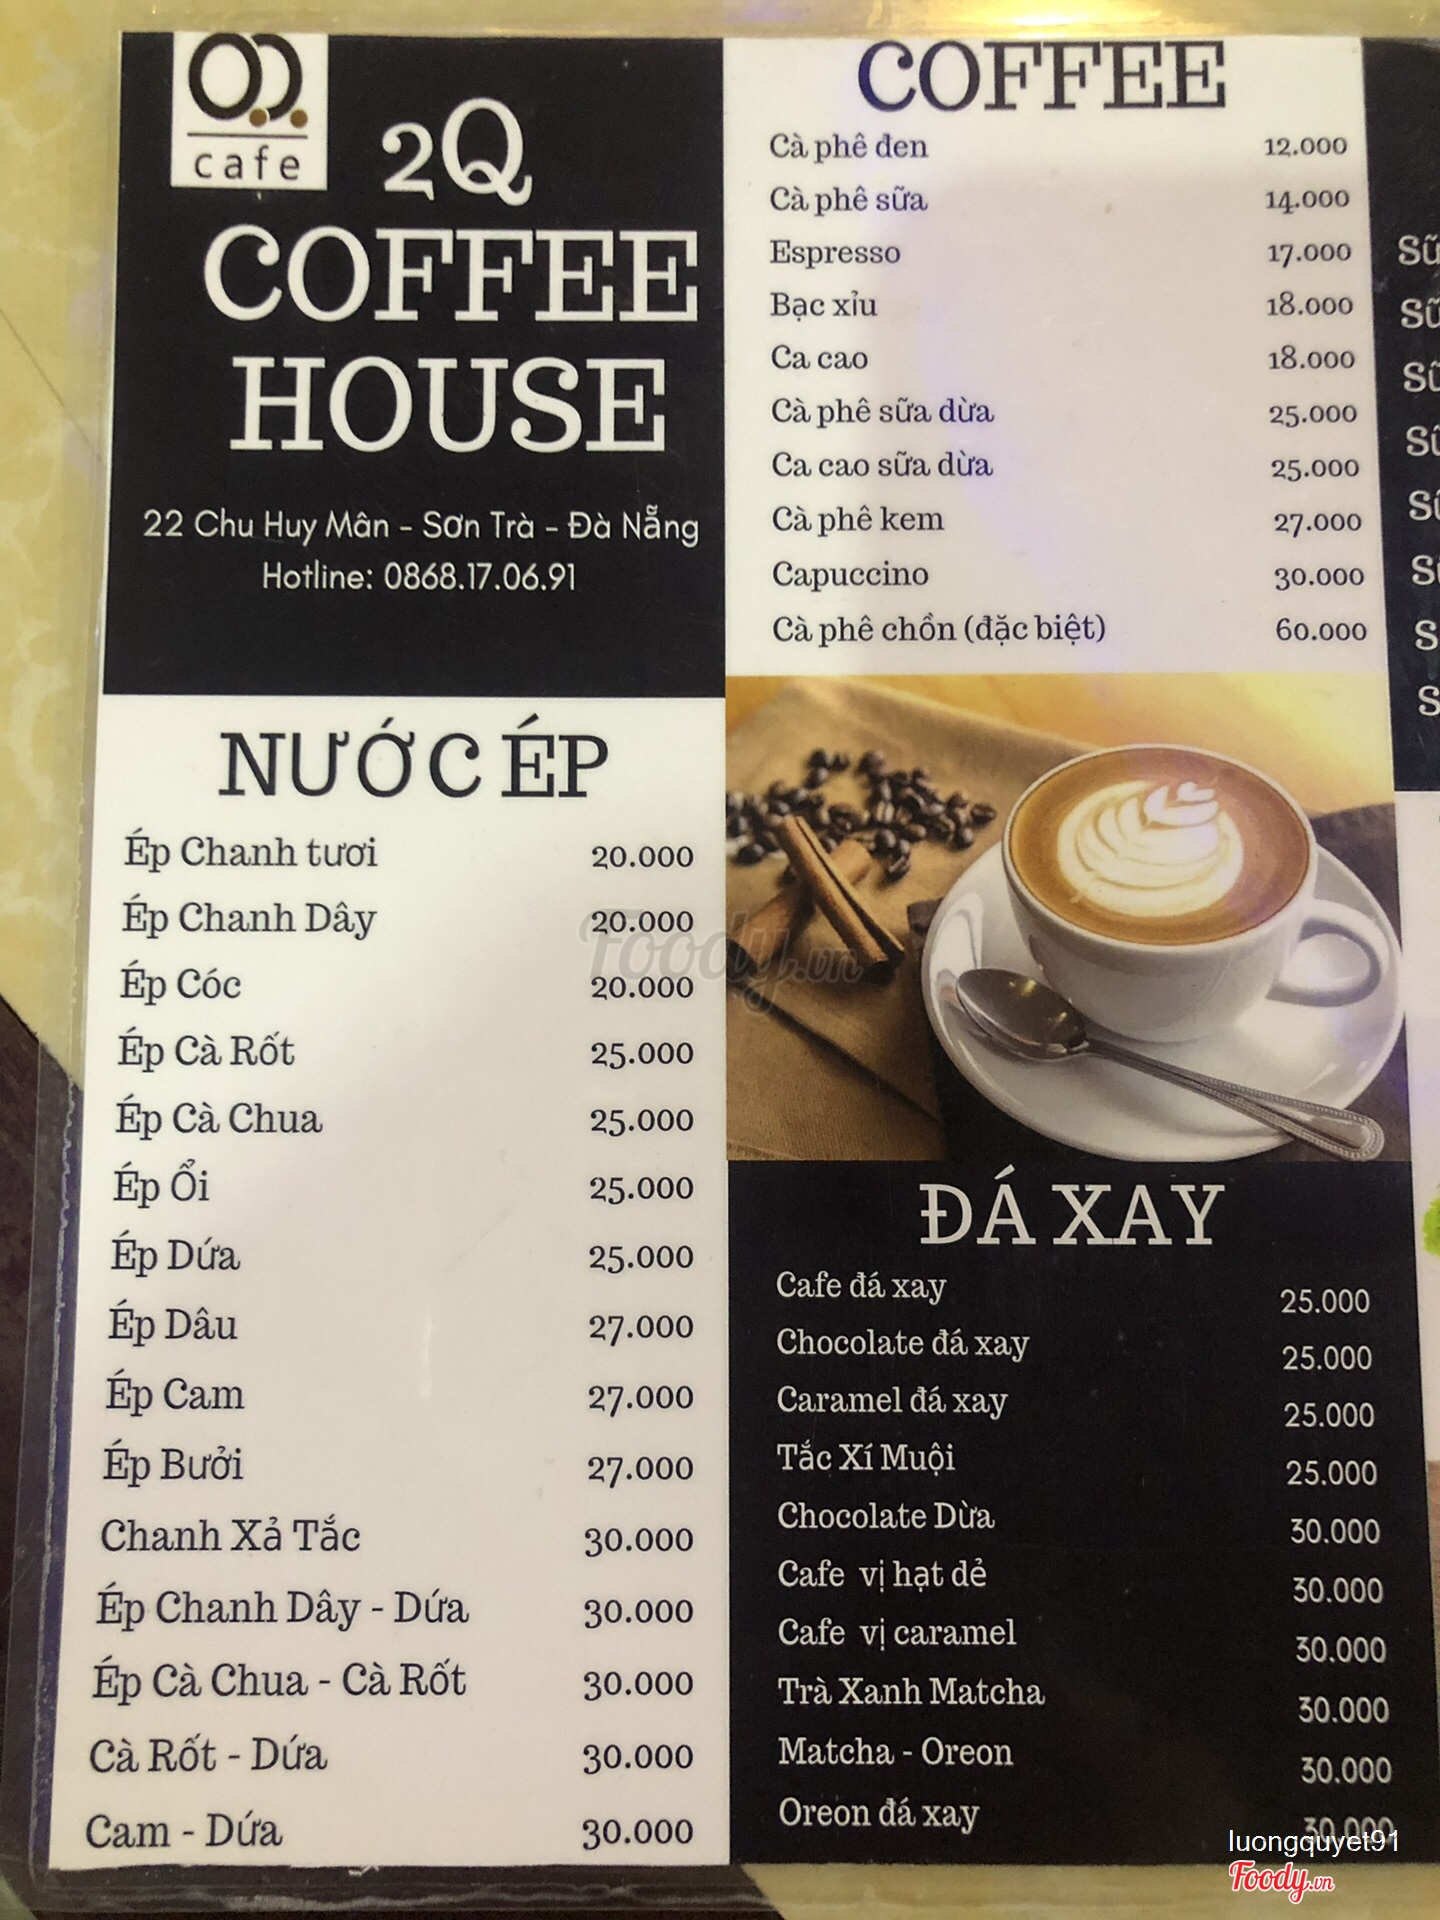 cafe
2Q
COFFEE
HOUSE
22 Chu Huy Mân - Sơn Trà - Đà Nẵng
Hotline: 0868.17.06.91
NƯỚC ÉP
Ép Chanh tươi 20.000
Ép Chanh Dây 20.000
Ép Cóc 20.000
Ép Cà Rốt 25.000
Ép Cà Chua 25.000
Ép Ổi 25.000
Ép Dứa 25.000
Ép Dâu 27.000
Ép Cam 27.000
Ép Bưởi 27.000
Chanh Xả Tắc 30.000
Ép Chanh Dây - Dứa 30.000
Ép Cà Chua - Cà Rốt 30.000
Cà Rốt - Dứa 30.000
Cam - Dứa 30.000
COFFEE
Cà phê đen 12.000
Cà phê sữa 14.000
Espresso 17.000
Bạc xỉu 18.000
Ca cao 18.000
Cà phê sữa dừa 25.000
Ca cao sữa dừa 25.000
Cà phê kem 27.000
Capuccino 30.000
Cà phê chồn (đặc biệt) 60.000
Foody.vn
ĐÁ XAY
Cafe đá xay 25.000
Chocolate đá xay 25.000
Caramel đá xay 25.000
Tắc Xí Muội 25.000
Chocolate Dừa 30.000
Cafe vị hạt dẻ 30.000
Cafe vị caramel 30.000
Trà Xanh Matcha 30.000
Matcha - Oreon 30.000
Oreon đá xay 30.000
luongquyet91
Foody.vn